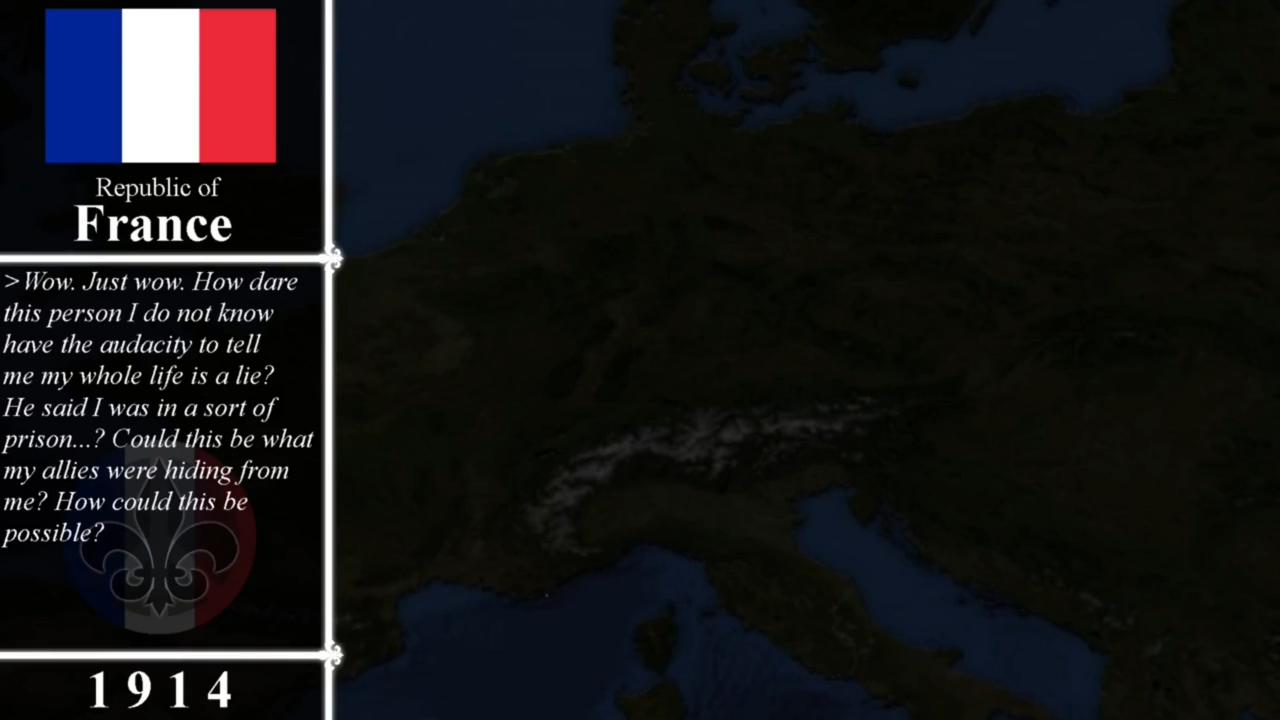 Republic of
France
>Wow. Just wow. How dare
this person I do not know
have the audacity to tell
me my whole life is a lie?
He said I was in a sort of
prison...? Could this be what
my allies were hiding from
me? How could this be
possible?
1914